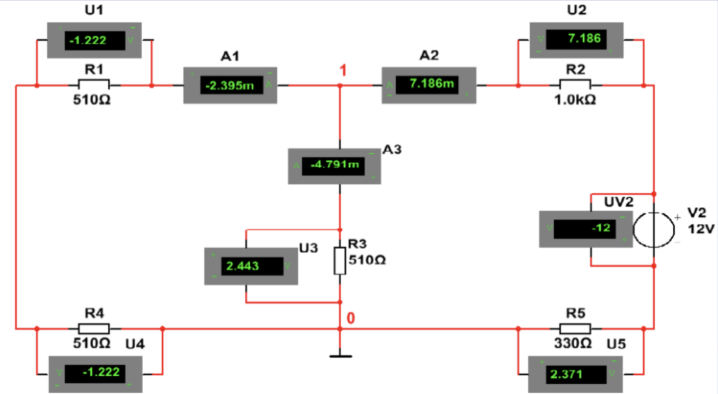 U1
U2
-1.222
7.186
A1
A2
R1
R2
1
-2.395m
7.186m
510Ω
1.0kΩ
A3
-4.791m
UV2
V2
-12
+
12V
U3
R3
510Ω
2.443
0
R4
R5
510Ω
U4
330Ω
U5
-1.222
2.371